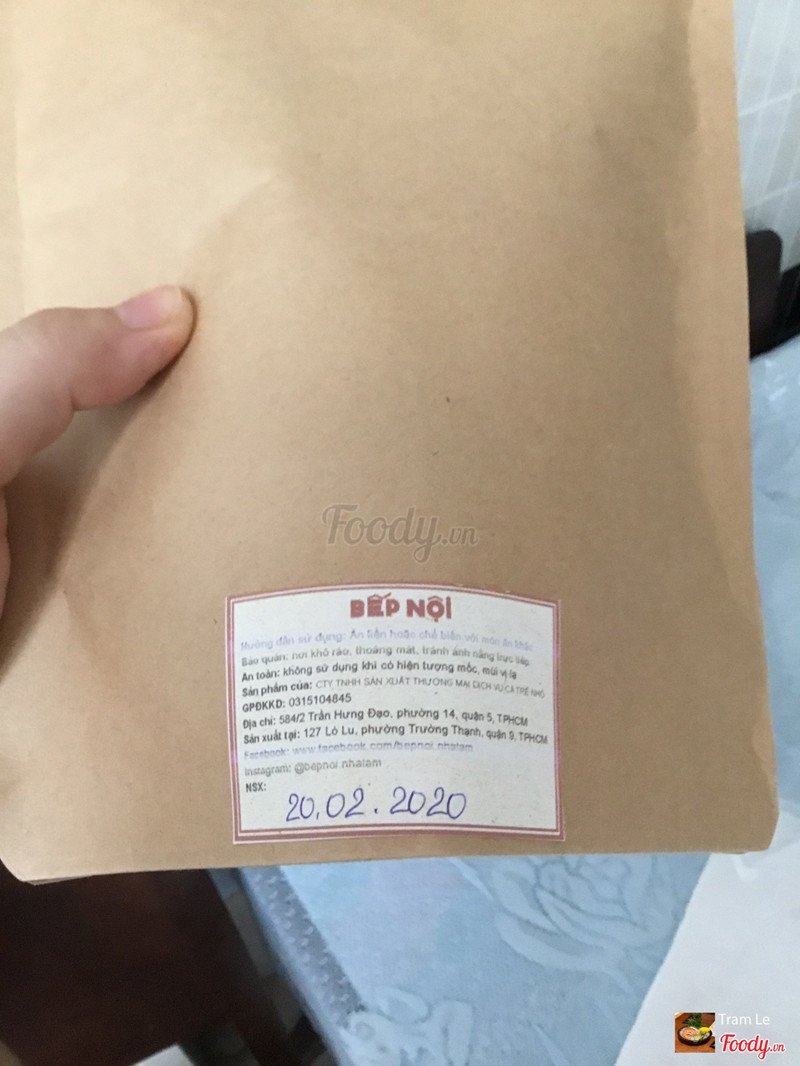 Foody.vn
BẾP NỘI
Hướng dẫn sử dụng: Ăn liền hoặc chế biến với món ăn khác
Bảo quản: nơi khô ráo, thoáng mát, tránh ánh nắng trực tiếp
An toàn: không sử dụng khi có hiện tượng mốc, mùi vị lạ
Sản phẩm của: CTY TNHH SẢN XUẤT THƯƠNG MẠI DỊCH VỤ CÀ TRÊ NHỎ
GPĐKKD: 0315104845
Địa chỉ: 584/2 Trần Hưng Đạo, phường 14, quận 5, TPHCM
Sản xuất tại: 127 Lò Lu, phường Trường Thạnh, quận 9, TPHCM
Facebook: www.facebook.com/bepnoi.nhalam
Instagram: @bepnoi.nhalam
NSX:
20.02.2020
Tram Le
Foody.vn